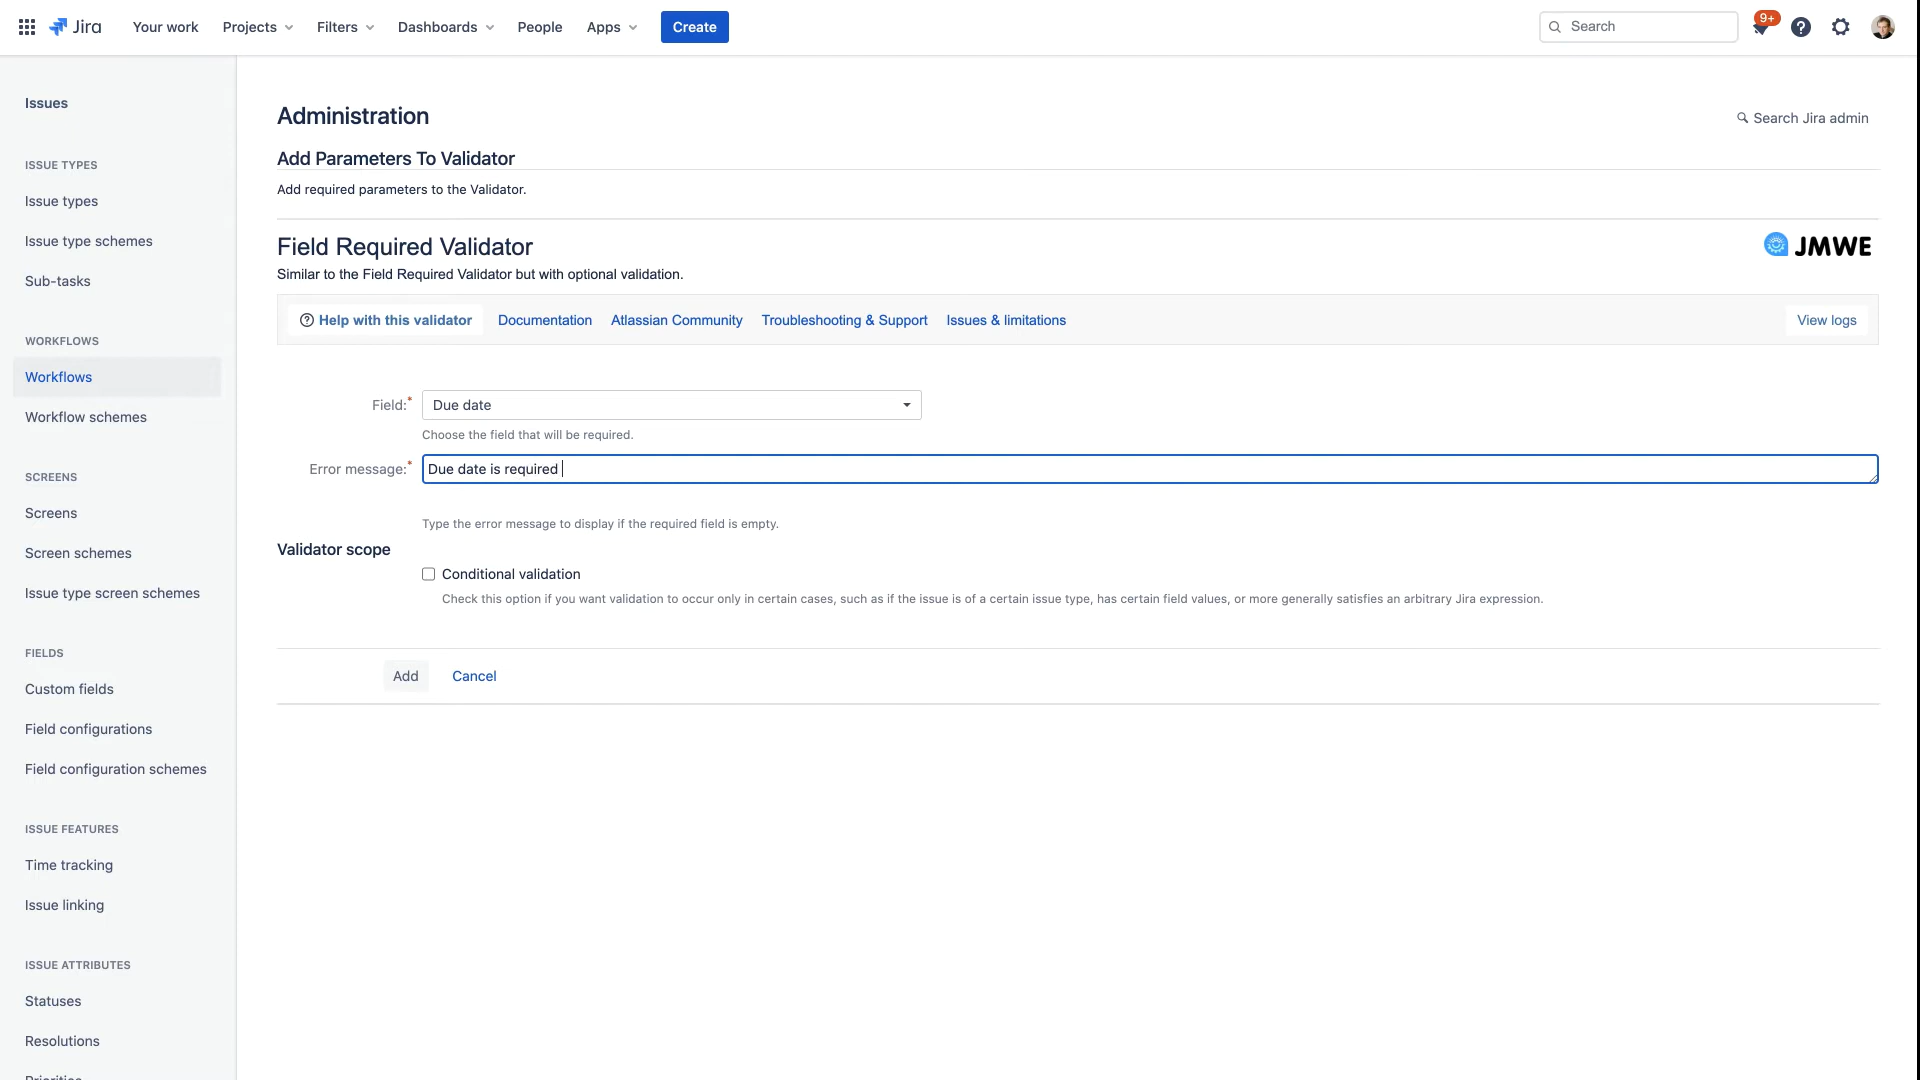 Jira
Your work
Projects
Filters
Dashboards
People
Apps
Create
Search
9+
Issues
ISSUE TYPES
Issue types
Issue type schemes
Sub-tasks
WORKFLOWS
Workflows
Workflow schemes
SCREENS
Screens
Screen schemes
Issue type screen schemes
FIELDS
Custom fields
Field configurations
Field configuration schemes
ISSUE FEATURES
Time tracking
Issue linking
ISSUE ATTRIBUTES
Statuses
Resolutions
Priorities
Administration
Search Jira admin
Add Parameters To Validator
Add required parameters to the Validator.
Field Required Validator
JMWE
Similar to the Field Required Validator but with optional validation.
Help with this validator
Documentation
Atlassian Community
Troubleshooting & Support
Issues & limitations
View logs
Field:* Due date
Choose the field that will be required.
Error message:* Due date is required
Type the error message to display if the required field is empty.
Validator scope
Conditional validation
Check this option if you want validation to occur only in certain cases, such as if the issue is of a certain issue type, has certain field values, or more generally satisfies an arbitrary Jira expression.
Add
Cancel